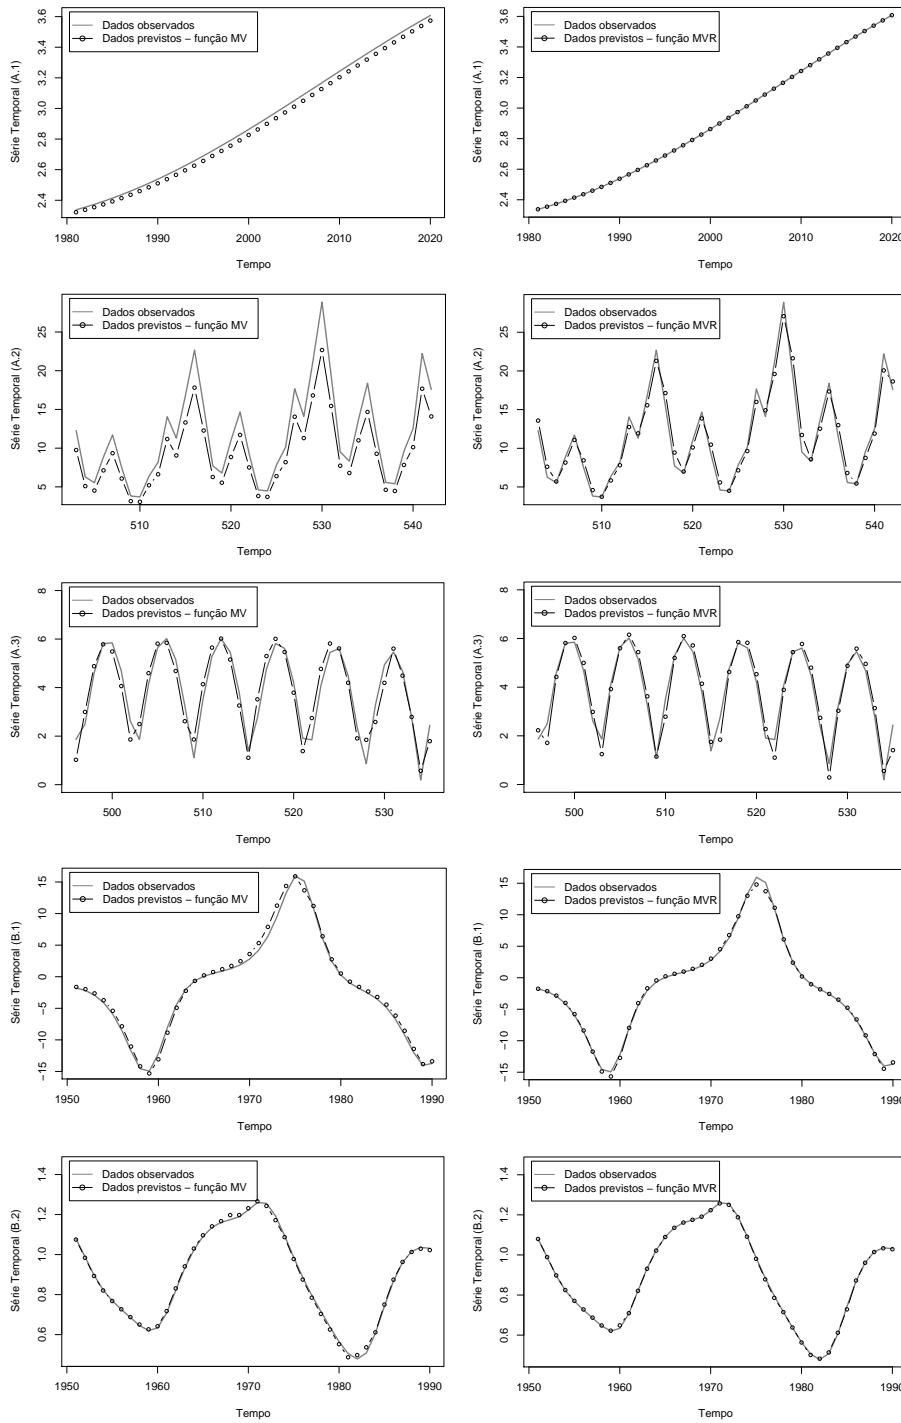 Dados observados
Dados previstos − função MV
Série Temporal (A.1)
2.4 2.6 2.8 3.0 3.2 3.4 3.6
1980 1990 2000 2010 2020
Tempo
Dados observados
Dados previstos − função MVR
Série Temporal (A.1)
2.4 2.6 2.8 3.0 3.2 3.4 3.6
1980 1990 2000 2010 2020
Tempo
Dados observados
Dados previstos − função MV
Série Temporal (A.2)
5 10 15 20 25
510 520 530 540
Tempo
Dados observados
Dados previstos − função MVR
Série Temporal (A.2)
5 10 15 20 25
510 520 530 540
Tempo
Dados observados
Dados previstos − função MV
Série Temporal (A.3)
0 2 4 6 8
500 510 520 530
Tempo
Dados observados
Dados previstos − função MVR
Série Temporal (A.3)
0 2 4 6 8
500 510 520 530
Tempo
Dados observados
Dados previstos − função MV
Série Temporal (B.1)
−15 −10 −5 0 5 10 15
1950 1960 1970 1980 1990
Tempo
Dados observados
Dados previstos − função MVR
Série Temporal (B.1)
−15 −10 −5 0 5 10 15
1950 1960 1970 1980 1990
Tempo
Dados observados
Dados previstos − função MV
Série Temporal (B.2)
0.6 0.8 1.0 1.2 1.4
1950 1960 1970 1980 1990
Tempo
Dados observados
Dados previstos − função MVR
Série Temporal (B.2)
0.6 0.8 1.0 1.2 1.4
1950 1960 1970 1980 1990
Tempo